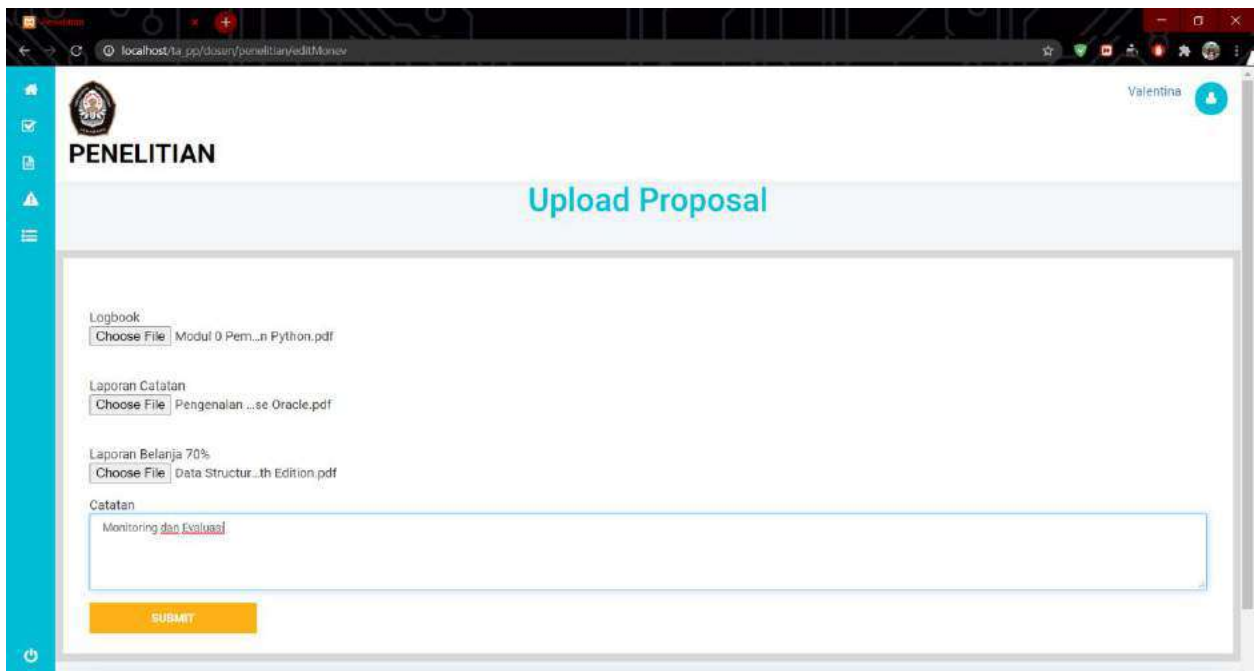 localhost/ta_pp/dosen/penelitian/editMonev
Valentina
PENELITIAN
Upload Proposal
Logbook
Choose File Modul 0 Pem...n Python.pdf
Laporan Catatan
Choose File Pengenalan ...se Oracle.pdf
Laporan Belanja 70%
Choose File Data Structur...th Edition.pdf
Catatan
Monitoring dan Evaluasi
SUBMIT